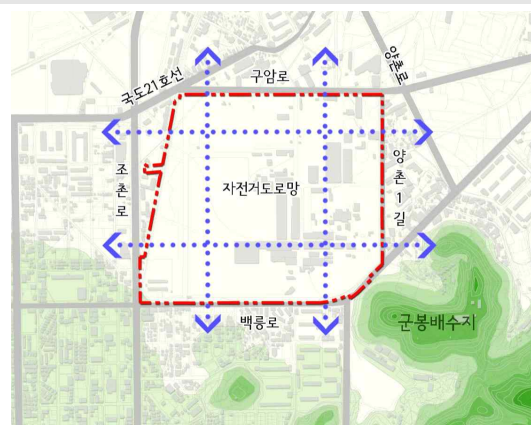 국도21호선
구암로
양촌로
조촌로
자전거도로망
양촌1길
백릉로
군봉배수지